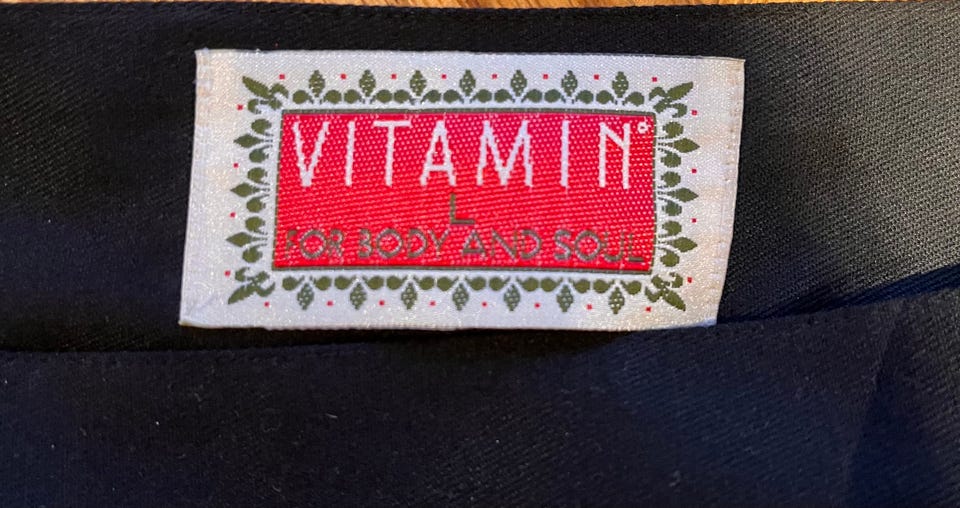 VITAMIN®
L
FOR BODY AND SOUL